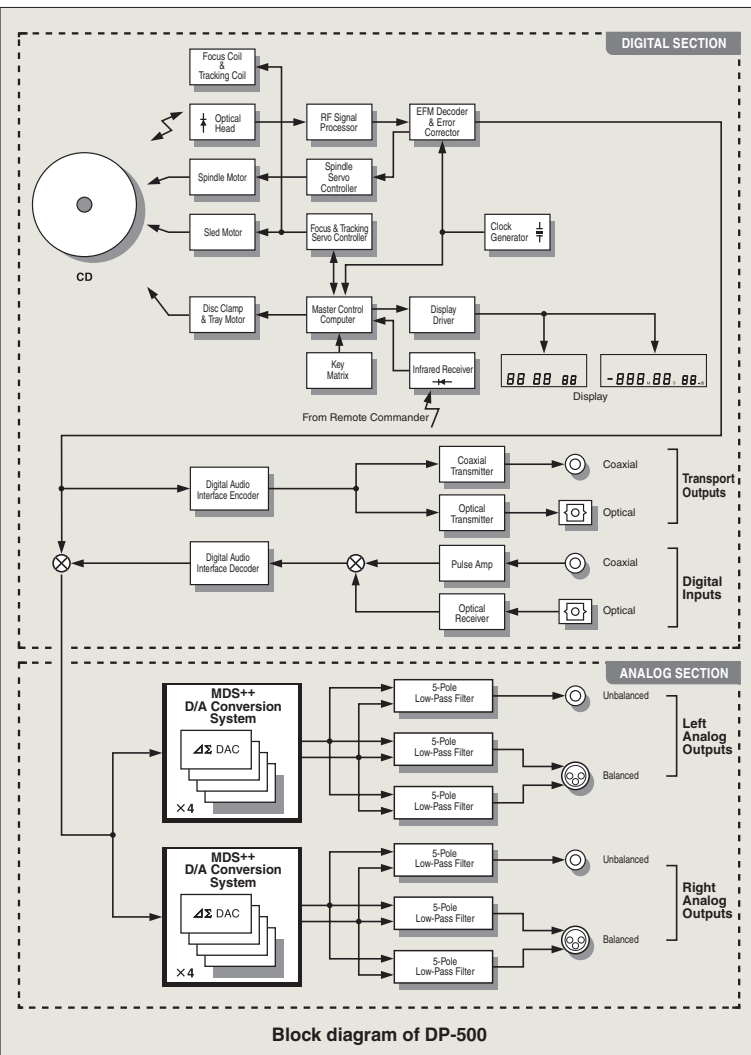 DIGITAL SECTION
Focus Coil
&
Tracking Coil
Optical
Head
RF Signal
Processor
EFM Decoder
& Error
Corrector
Spindle Motor
Spindle
Servo
Controller
Sled Motor
Focus & Tracking
Servo Controller
Clock
Generator
CD
Disc Clamp
& Tray Motor
Master Control
Computer
Display
Driver
Key
Matrix
Infrared Receiver
From Remote Commander
88 88 88
-888 M 88 S 88 dB
Display
Digital Audio
Interface Encoder
Coaxial
Transmitter
Coaxial
Optical
Transmitter
Optical
Transport
Outputs
Digital Audio
Interface Decoder
Pulse Amp
Coaxial
Optical
Receiver
Optical
Digital
Inputs
ANALOG SECTION
MDS++
D/A Conversion
System
ΔΣ DAC
×4
5-Pole
Low-Pass Filter
Unbalanced
5-Pole
Low-Pass Filter
Balanced
5-Pole
Low-Pass Filter
Left
Analog
Outputs
MDS++
D/A Conversion
System
ΔΣ DAC
×4
5-Pole
Low-Pass Filter
Unbalanced
5-Pole
Low-Pass Filter
Balanced
5-Pole
Low-Pass Filter
Right
Analog
Outputs
Block diagram of DP-500